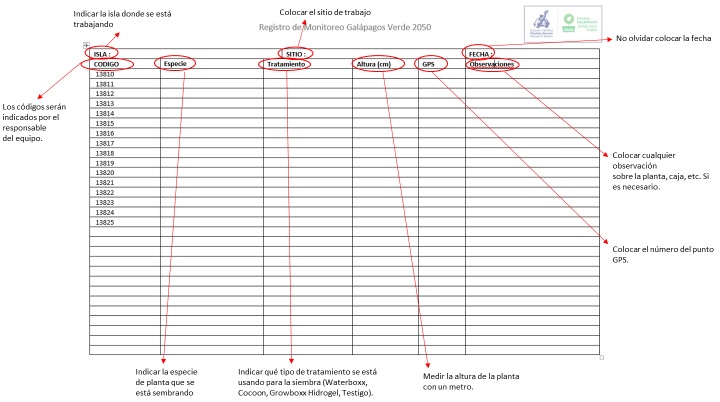 Indicar la isla donde se está
trabajando
Colocar el sitio de trabajo
Registro de Monitoreo Galápagos Verde 2050
No olvidar colocar la fecha
ISLA :
SITIO :
FECHA :
CODIGO Especie Tratamiento Altura (cm) GPS Observaciones
13810
13811
13812
13813
13814
13815
13816
13817
13818
13819
13820
13821
13822
13823
13824
13825
Los códigos serán
indicados por el
responsable
del equipo.
Colocar cualquier
observación
sobre la planta, caja, etc. Si
es necesario.
Colocar el número del punto
GPS.
Indicar la especie
de planta que se
está sembrando
Indicar qué tipo de tratamiento se está
usando para la siembra (Waterboxx,
Cocoon, Growboxx Hidrogel, Testigo).
Medir la altura de la planta
con un metro.